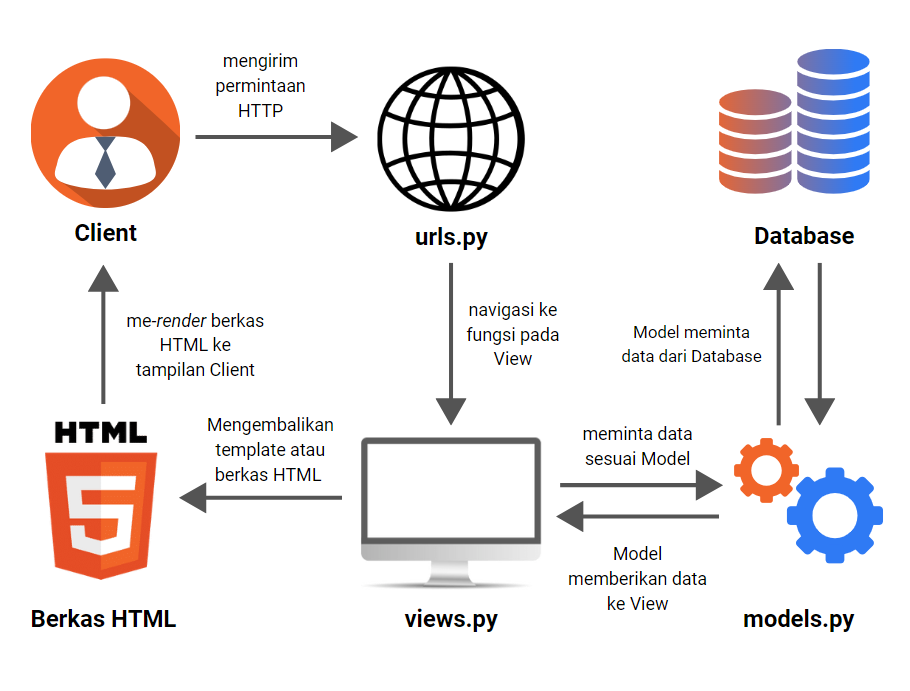 mengirim
permintaan
HTTP
Client
urls.py
Database
me-render berkas
HTML ke
tampilan Client
navigasi ke
fungsi pada
View
Model meminta
data dari Database
HTML
5
Mengembalikan
template atau
berkas HTML
meminta data
sesuai Model
Model
memberikan data
ke View
Berkas HTML
views.py
models.py